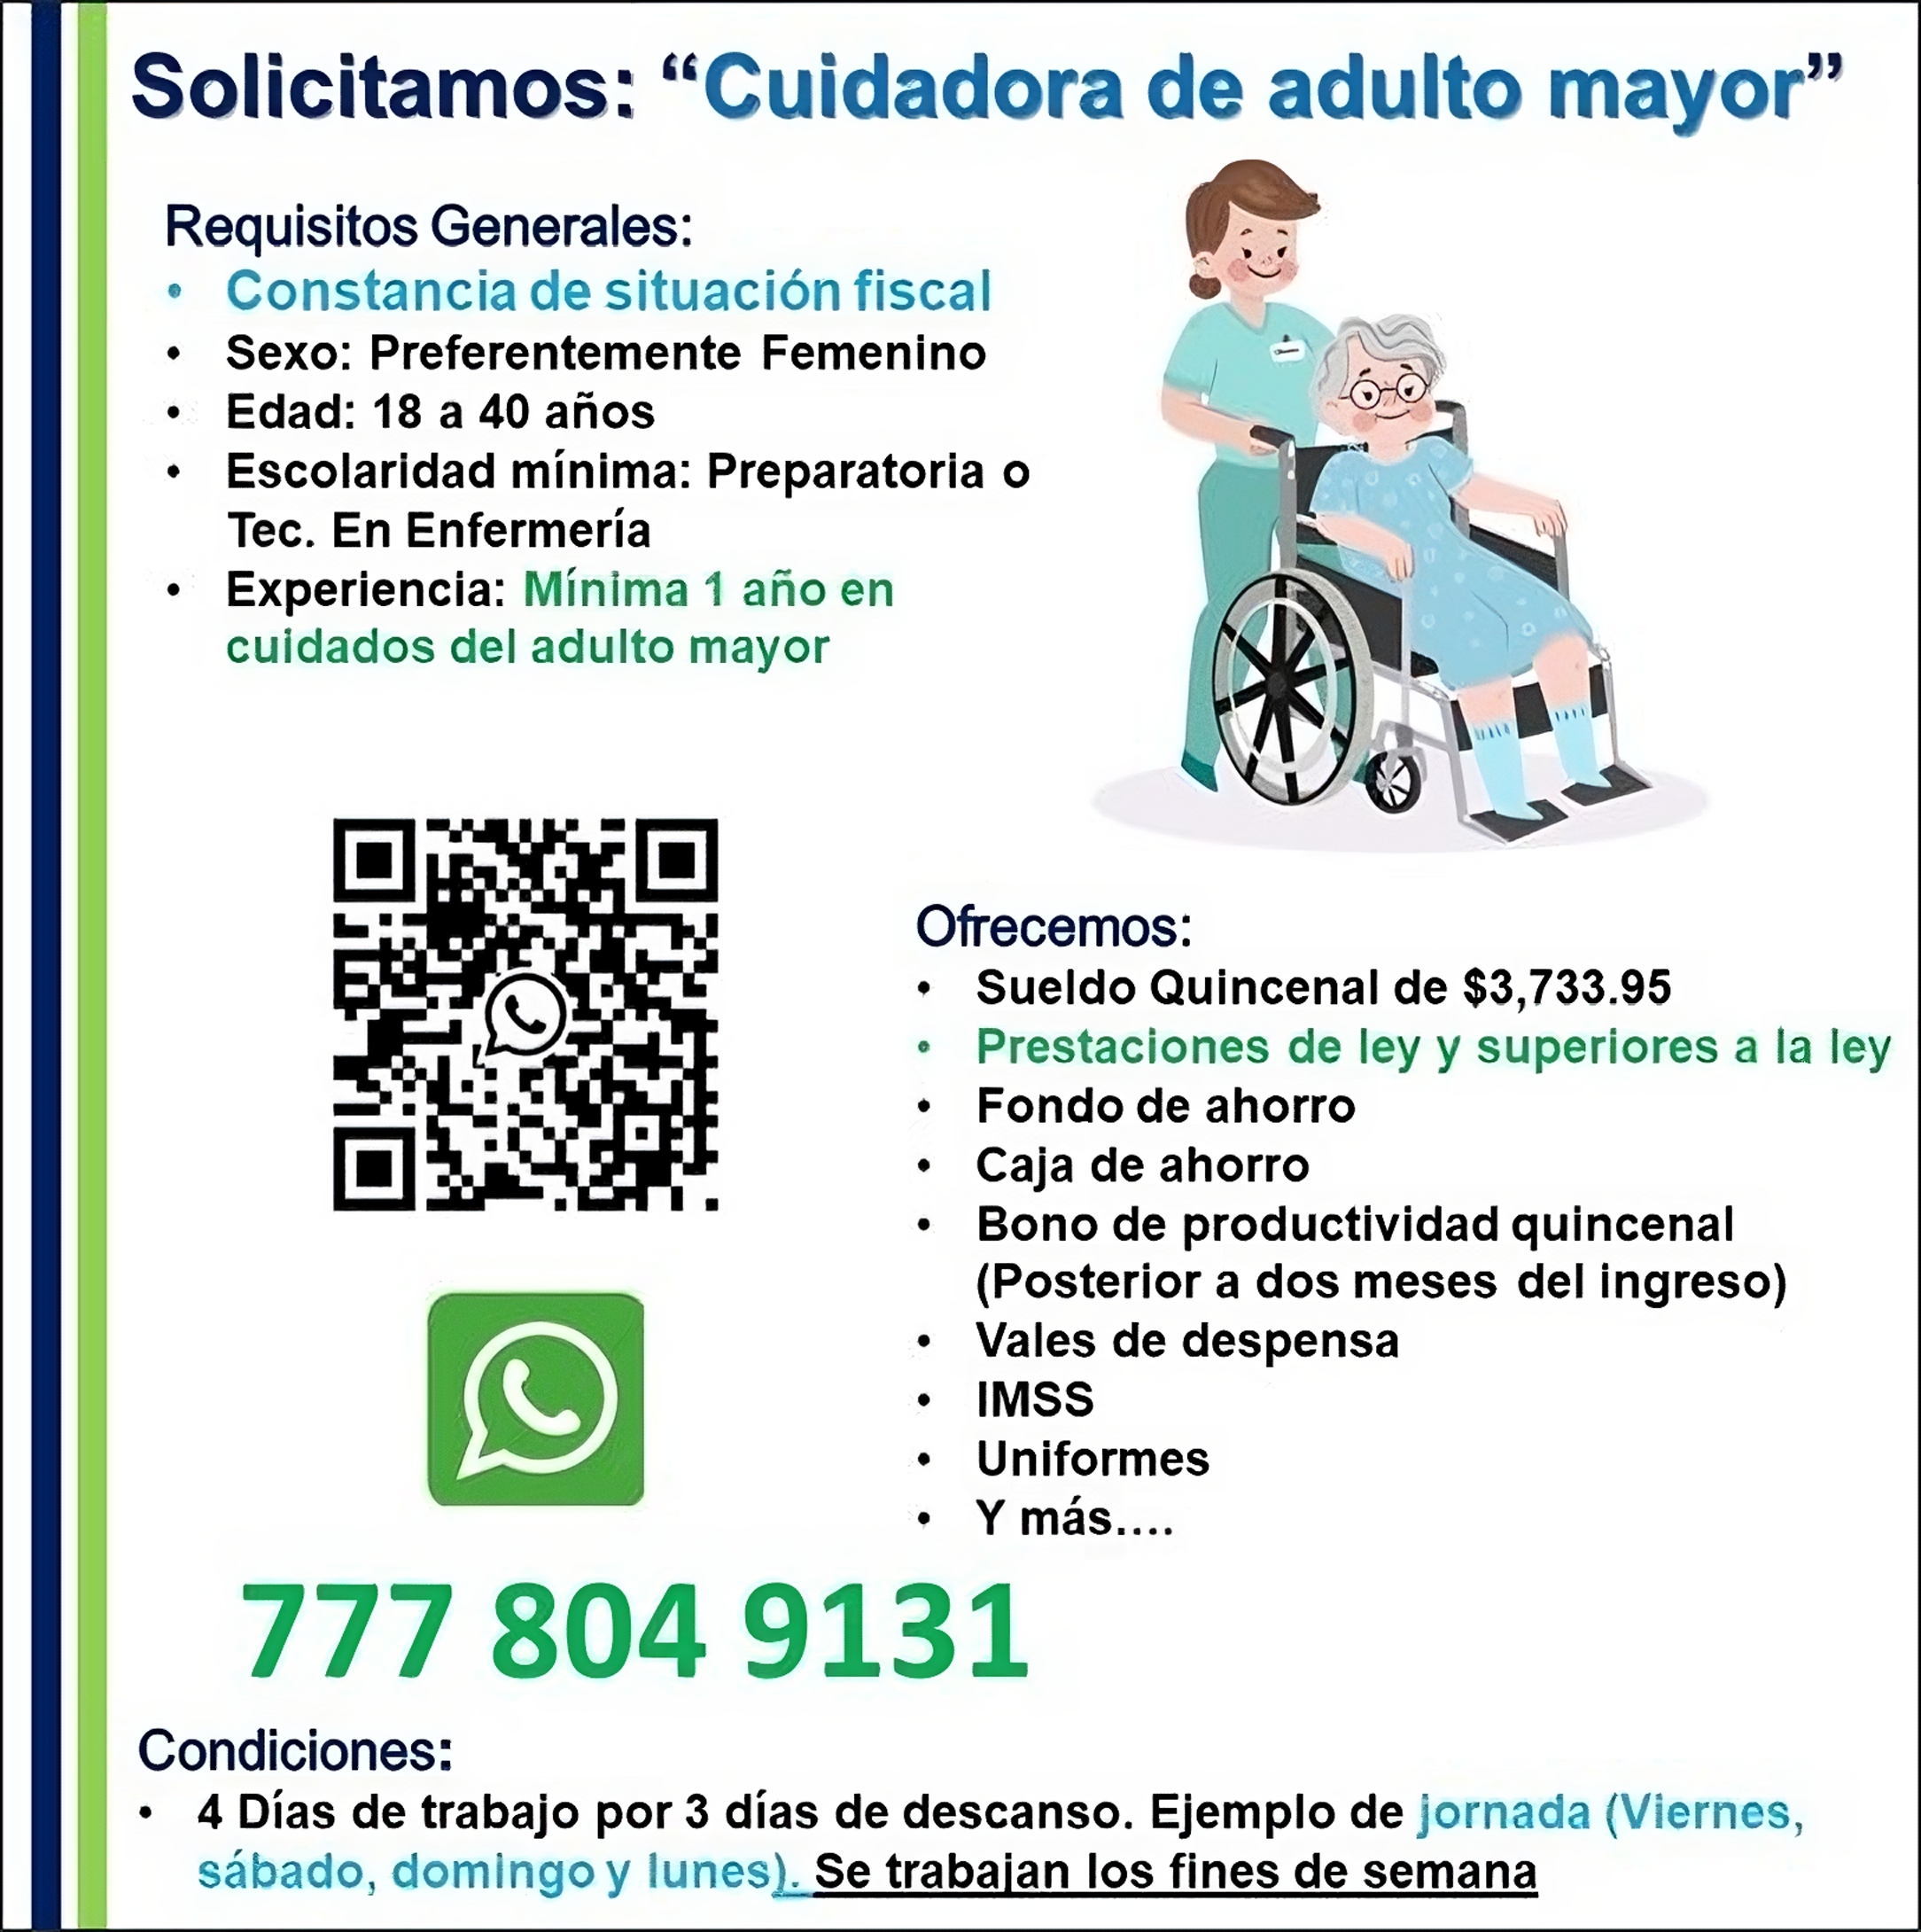 Solicitamos: “Cuidadora de adulto mayor”
Requisitos Generales:
• Constancia de situación fiscal
• Sexo: Preferentemente Femenino
• Edad: 18 a 40 años
• Escolaridad mínima: Preparatoria o
Tec. En Enfermería
• Experiencia: Mínima 1 año en
cuidados del adulto mayor
Ofrecemos:
• Sueldo Quincenal de $3,733.95
• Prestaciones de ley y superiores a la ley
• Fondo de ahorro
• Caja de ahorro
• Bono de productividad quincenal
(Posterior a dos meses del ingreso)
• Vales de despensa
• IMSS
• Uniformes
• Y más....
777 804 9131
Condiciones:
• 4 Días de trabajo por 3 días de descanso. Ejemplo de jornada (Viernes,
sábado, domingo y lunes). Se trabajan los fines de semana